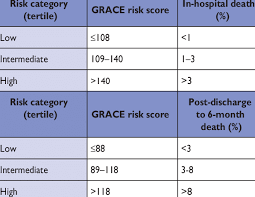 Risk category (tertile) GRACE risk score In-hospital death (%)
Low ≤108 <1
Intermediate 109–140 1–3
High >140 >3
Risk category (tertile) GRACE risk score Post-discharge to 6-month death (%)
Low ≤88 <3
Intermediate 89–118 3-8
High >118 >8